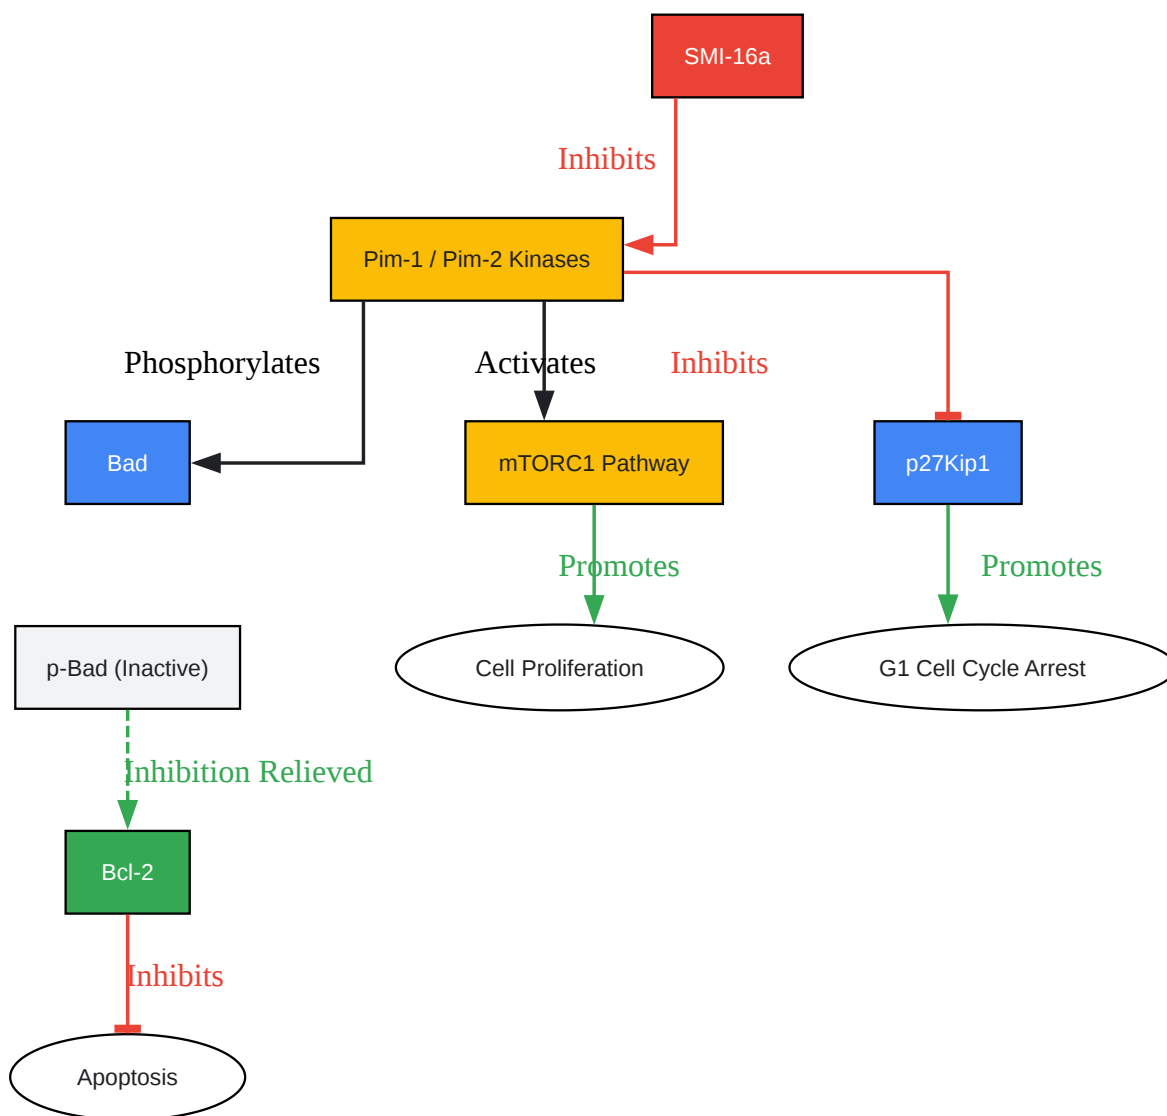 SMI-16a
Inhibits
Pim-1 / Pim-2 Kinases
Phosphorylates
Activates
Inhibits
Bad
mTORC1 Pathway
p27Kip1
Promotes
Promotes
p-Bad (Inactive)
Cell Proliferation
G1 Cell Cycle Arrest
Inhibition Relieved
Bcl-2
Inhibits
Apoptosis